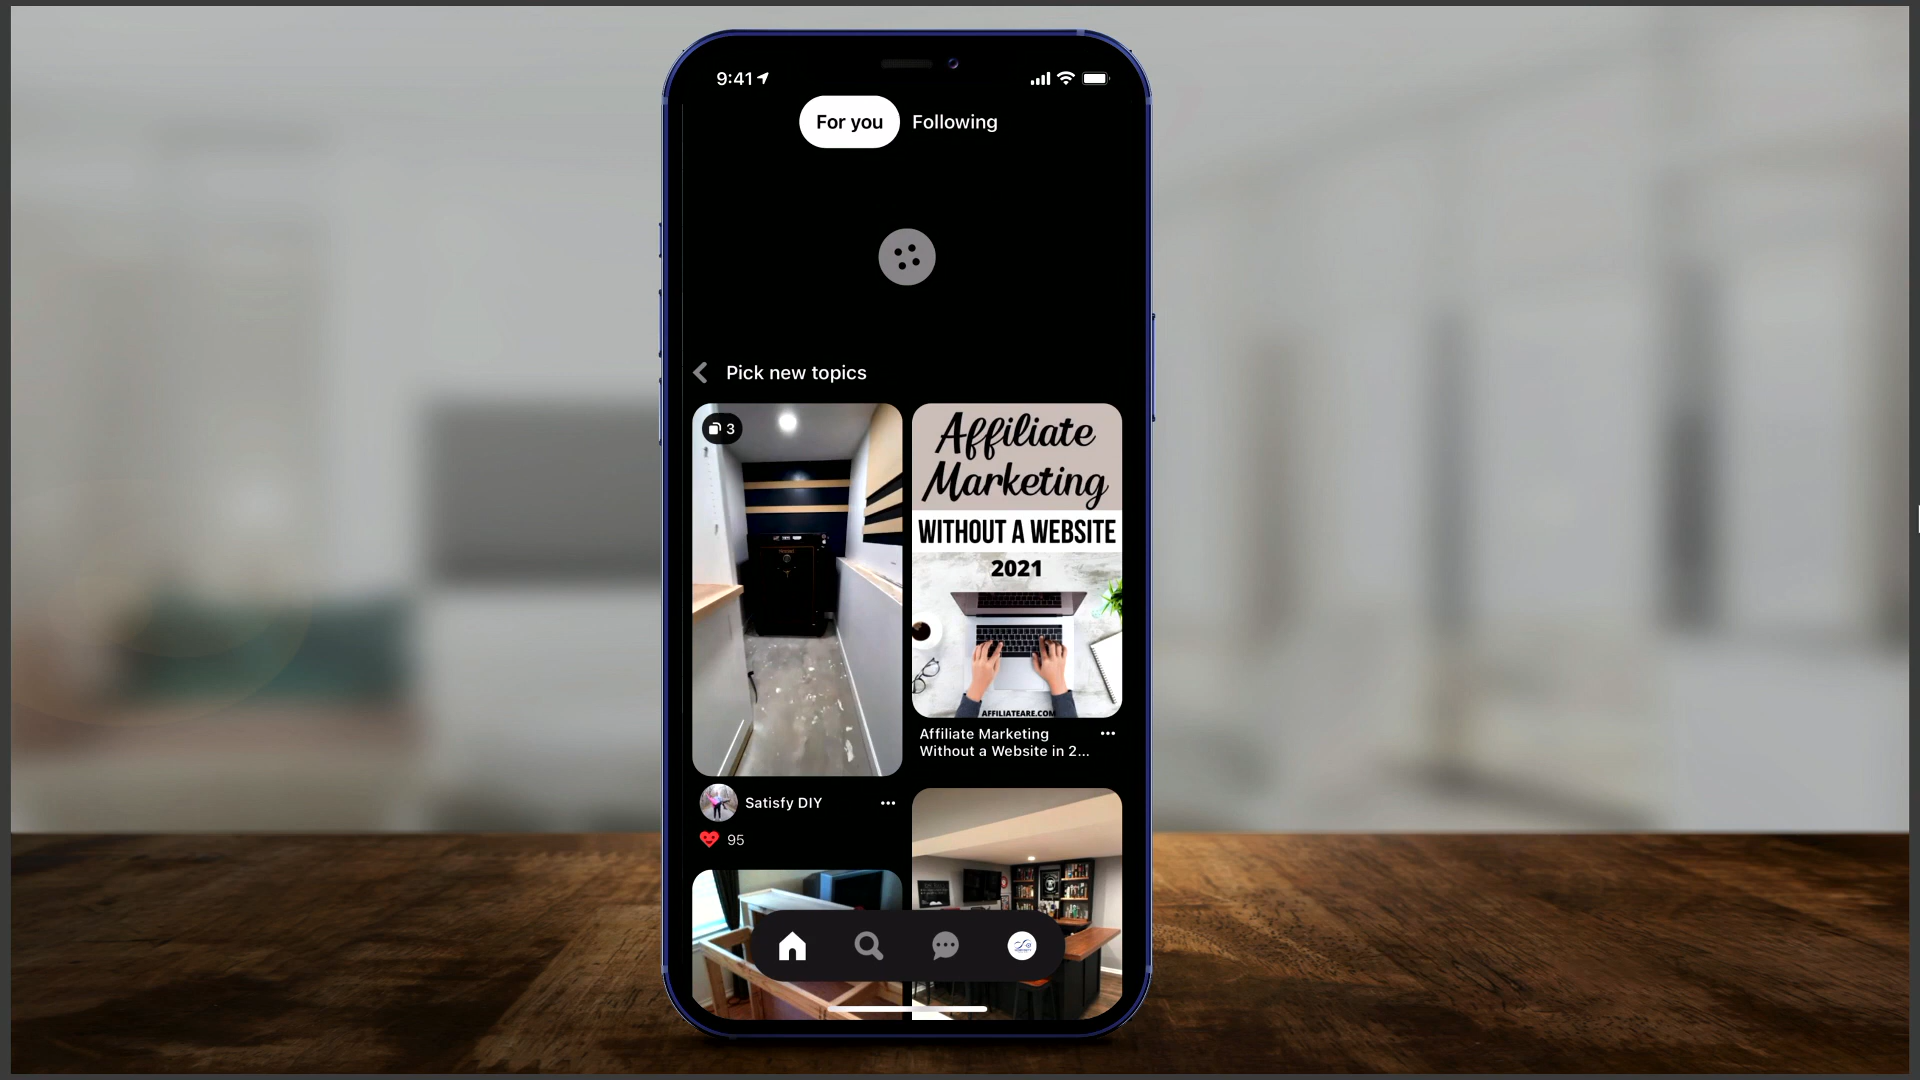 9:41
For you
Following
Pick new topics
3
Affiliate
Marketing
WITHOUT A WEBSITE
2021
AFFILIATEARE.COM
Affiliate Marketing
Without a Website in 2...
Satisfy DIY
95